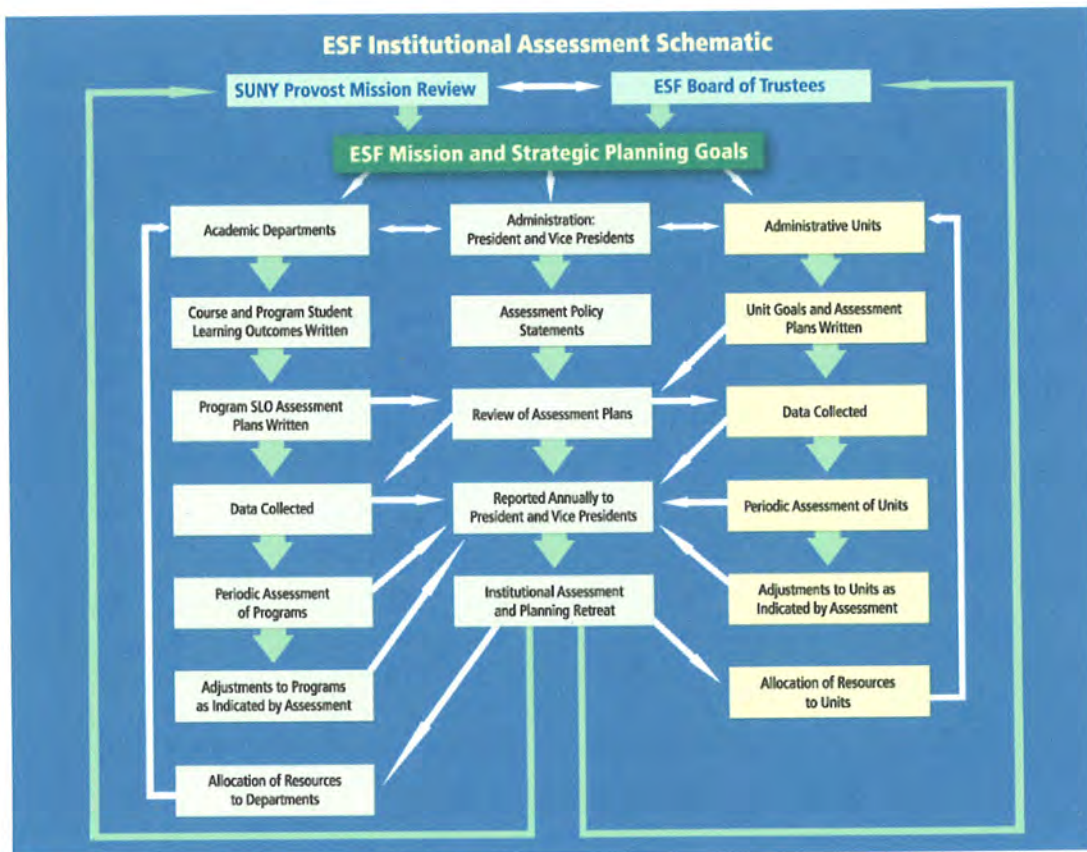 ESF Institutional Assessment Schematic
SUNY Provost Mission Review
ESF Board of Trustees
ESF Mission and Strategic Planning Goals
Academic Departments
Administration:
President and Vice Presidents
Administrative Units
Course and Program Student
Learning Outcomes Written
Assessment Policy
Statements
Unit Goals and Assessment
Plans Written
Program SLO Assessment
Plans Written
Review of Assessment Plans
Data Collected
Data Collected
Reported Annually to
President and Vice Presidents
Periodic Assessment of Units
Periodic Assessment
of Programs
Institutional Assessment
and Planning Retreat
Adjustments to Units as
Indicated by Assessment
Adjustments to Programs
as Indicated by Assessment
Allocation of Resources
to Units
Allocation of Resources
to Departments